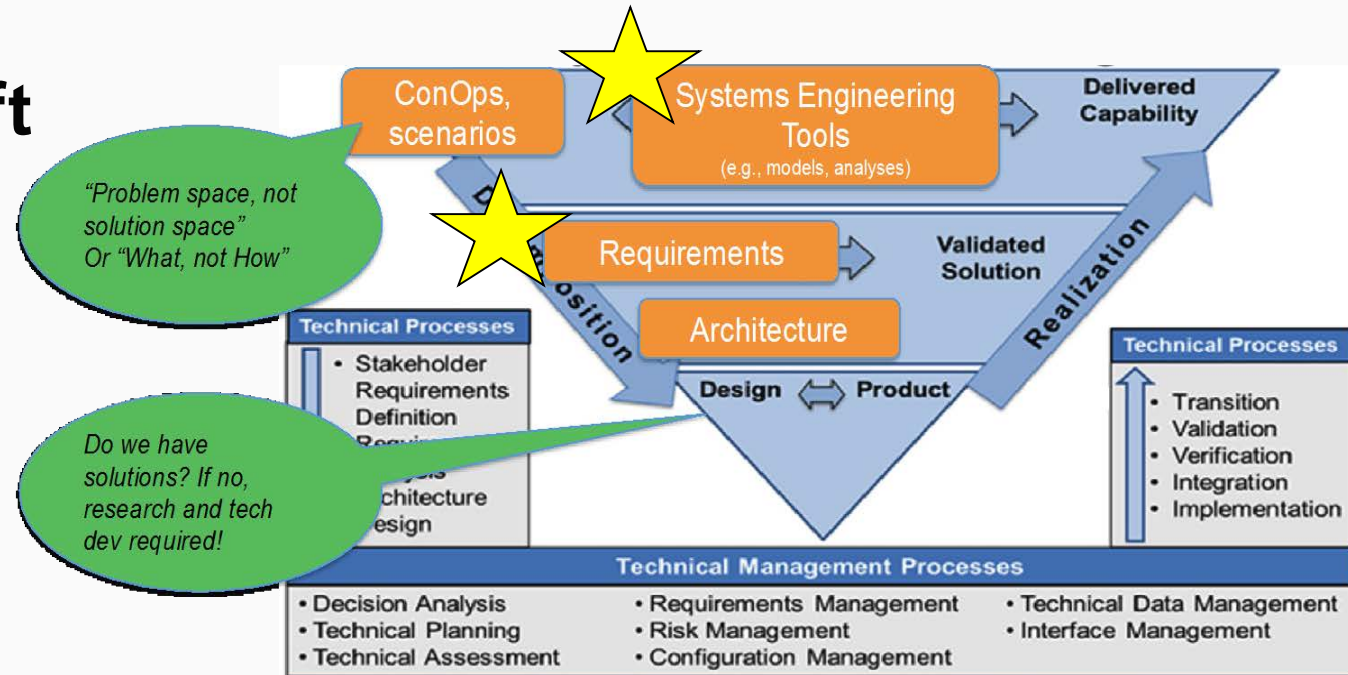 ft
ConOps,
scenarios
Systems Engineering
Tools
(e.g., models, analyses)
Delivered
Capability
"Problem space, not
solution space"
Or "What, not How"
Requirements
Validated
Solution
Architecture
Realization
Design
Product
Technical Processes
• Stakeholder
Requirements
Definition
chitecture
esign
Do we have
solutions? If no,
research and tech
dev required!
Technical Processes
• Transition
• Validation
• Verification
• Integration
• Implementation
Technical Management Processes
• Decision Analysis
• Technical Planning
• Technical Assessment
• Requirements Management
• Risk Management
• Configuration Management
• Technical Data Management
• Interface Management